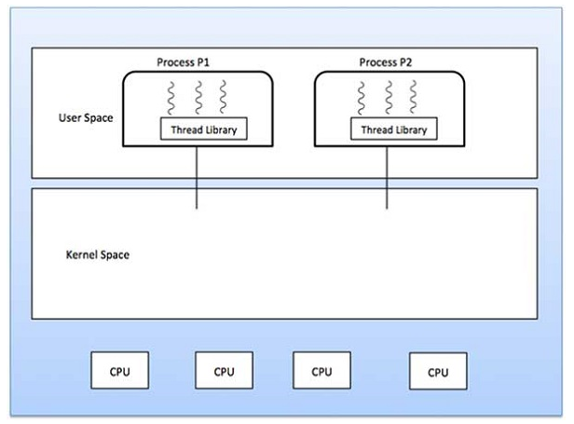 Process P1
Process P2
User Space
Thread Library
Thread Library
Kernel Space
CPU
CPU
CPU
CPU